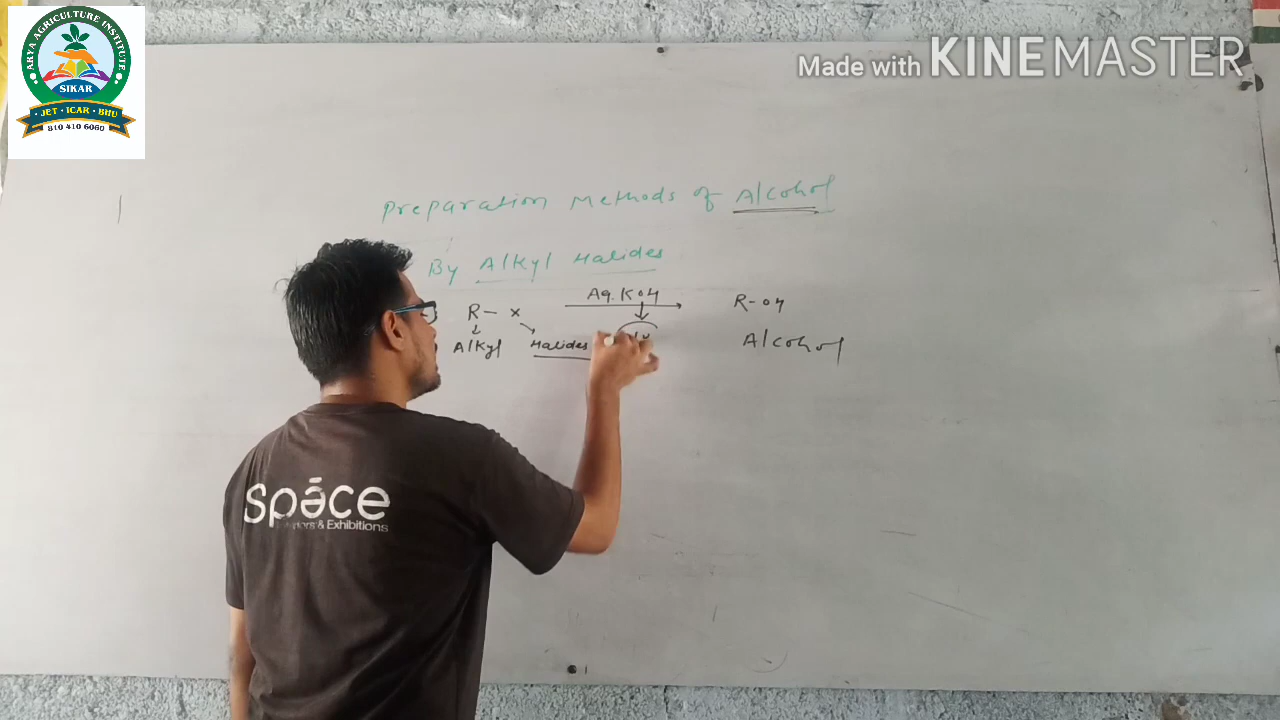 ARYA AGRICULTURE INSTITUTE
SIKAR
JET • ICAR • BHU
810 410 6060
Made with KINEMASTER
Preparation Methods of Alcohol
By Alkyl Halides
R - x
Aq. KOH
R-OH
Alkyl
Halides
Alcohol
Spāce
& Exhibitions